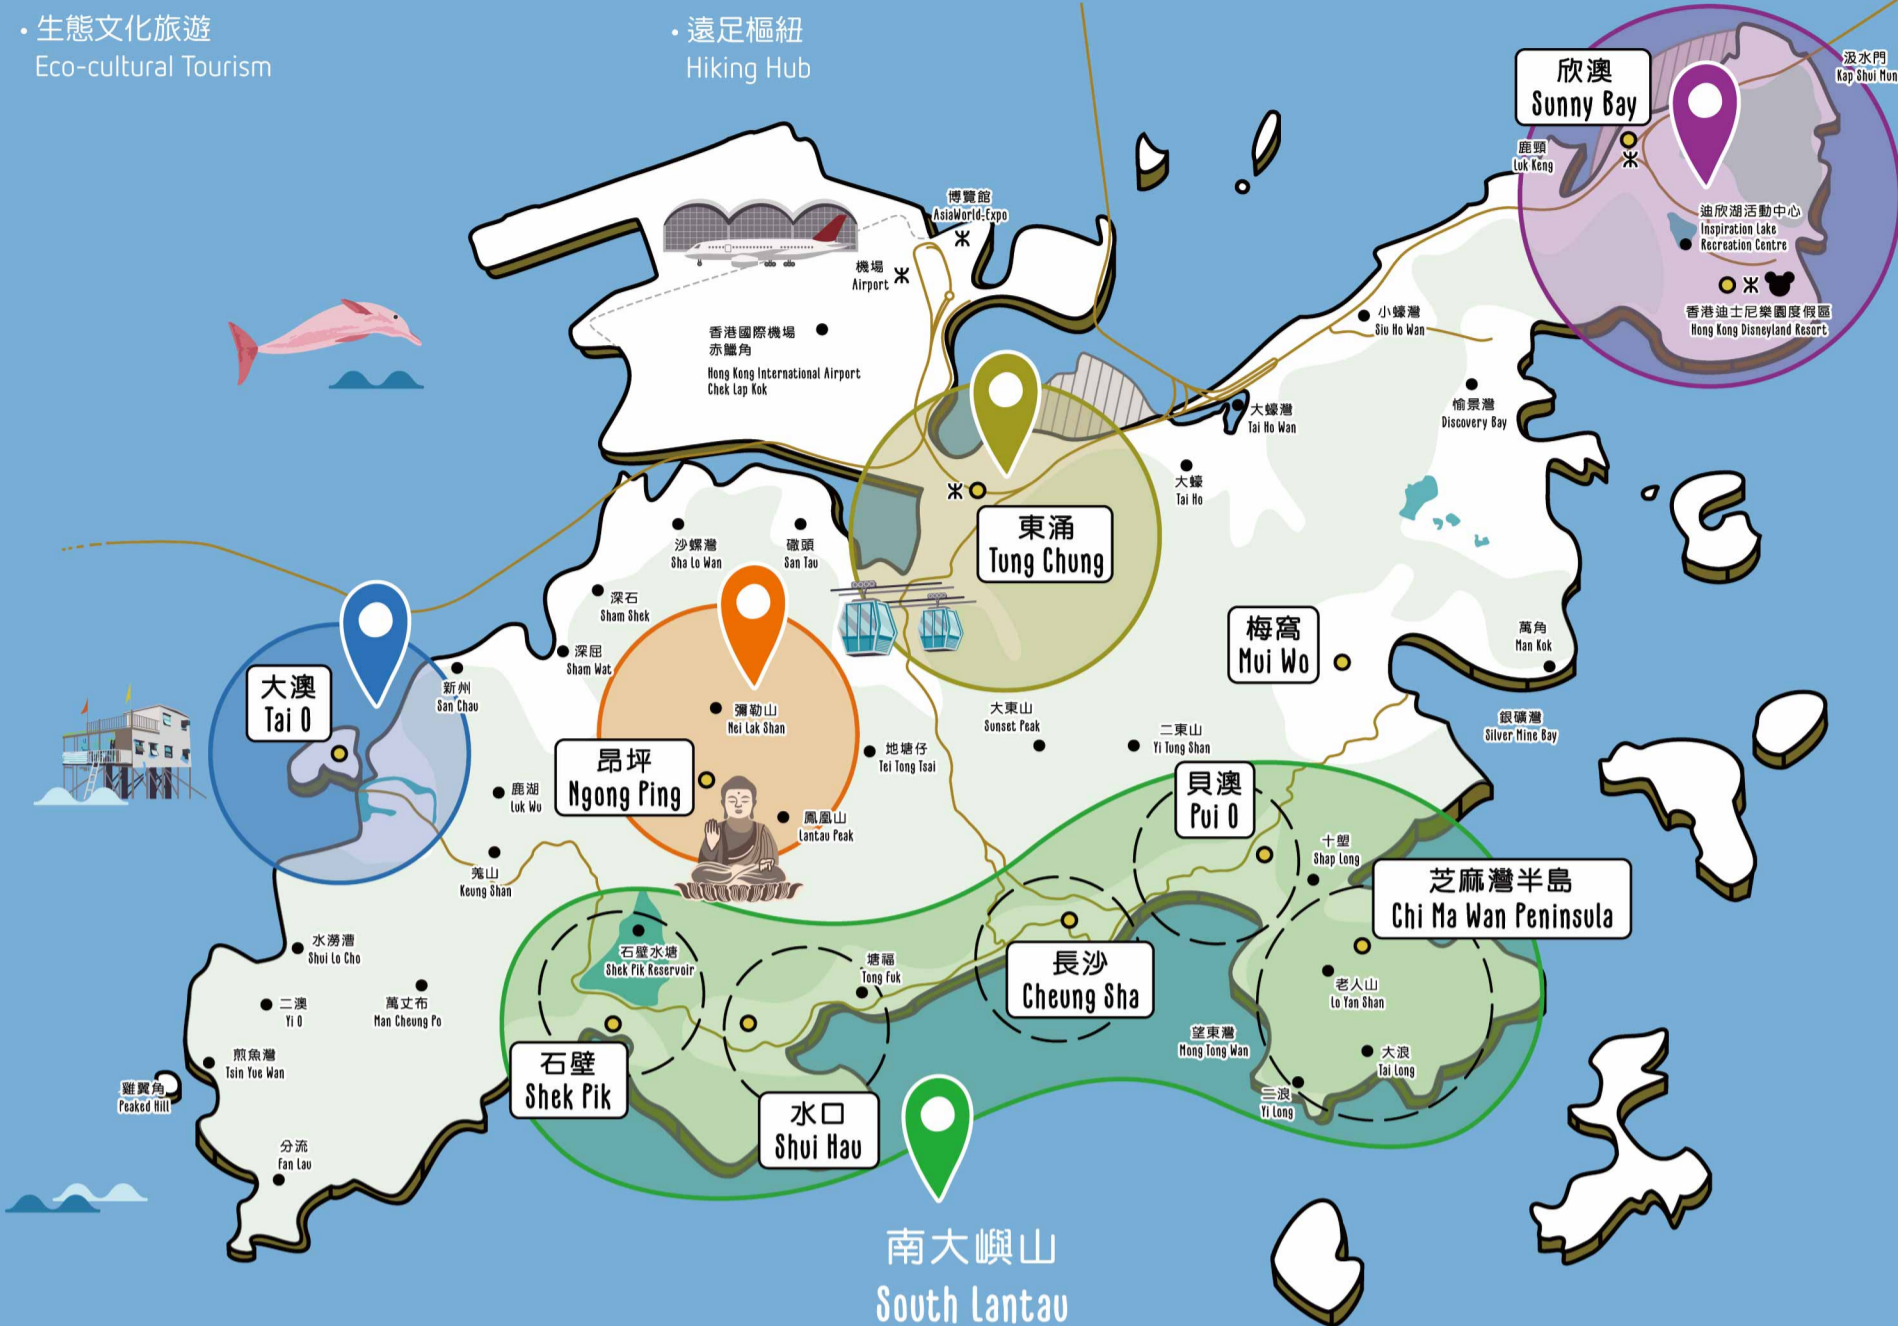 • 生態文化旅遊
Eco-cultural Tourism
• 遠足樞紐
Hiking Hub
汲水門
Kap Shui Mun
欣澳
Sunny Bay
鹿頸
Luk Keng
迪欣湖活動中心
Inspiration Lake
Recreation Centre
香港迪士尼樂園度假區
Hong Kong Disneyland Resort
博覽館
AsiaWorld-Expo
機場
Airport
香港國際機場
赤鱲角
Hong Kong International Airport
Chek Lap Kok
小蠔灣
Siu Ho Wan
愉景灣
Discovery Bay
大蠔灣
Tai Ho Wan
大蠔
Tai Ho
東涌
Tung Chung
沙螺灣
Sha Lo Wan
䃟頭
San Tau
深石
Sham Shek
深屈
Sham Wat
新州
San Chau
大澳
Tai O
梅窩
Mui Wo
萬角
Man Kok
銀礦灣
Silver Mine Bay
彌勒山
Nei Lak Shan
昂坪
Ngong Ping
地塘仔
Tei Tong Tsai
大東山
Sunset Peak
二東山
Yi Tung Shan
鹿湖
Luk Wu
鳳凰山
Lantau Peak
羗山
Keung Shan
貝澳
Pui O
十塱
Shap Long
芝麻灣半島
Chi Ma Wan Peninsula
水澇漕
Shui Lo Cho
石壁水塘
Shek Pik Reservoir
塘福
Tong Fuk
長沙
Cheung Sha
老人山
Lo Yan Shan
二澳
Yi O
萬丈布
Man Cheung Po
望東灣
Mong Tong Wan
大浪
Tai Long
二浪
Yi Long
煎魚灣
Tsin Yue Wan
雞翼角
Peaked Hill
石壁
Shek Pik
水口
Shui Hau
分流
Fan Lau
南大嶼山
South Lantau